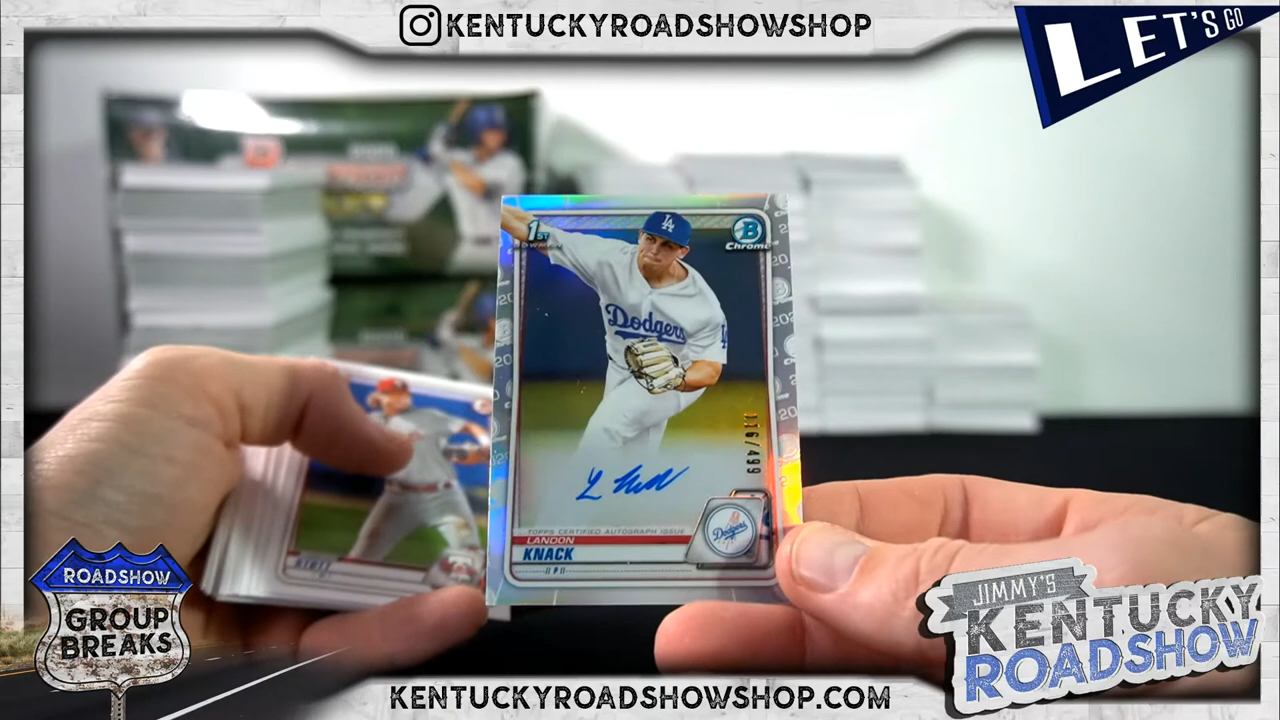 KENTUCKYROADSHOWSHOP
LET'S GO
1ST
BOWMAN
B
Chrome
LA
Dodgers
116/499
TOPPS CERTIFIED AUTOGRAPH ISSUE
LANDON
KNACK
P
Dodgers
ROADSHOW
GROUP
BREAKS
JIMMY'S
KENTUCKY
ROADSHOW
KENTUCKYROADSHOWSHOP.COM